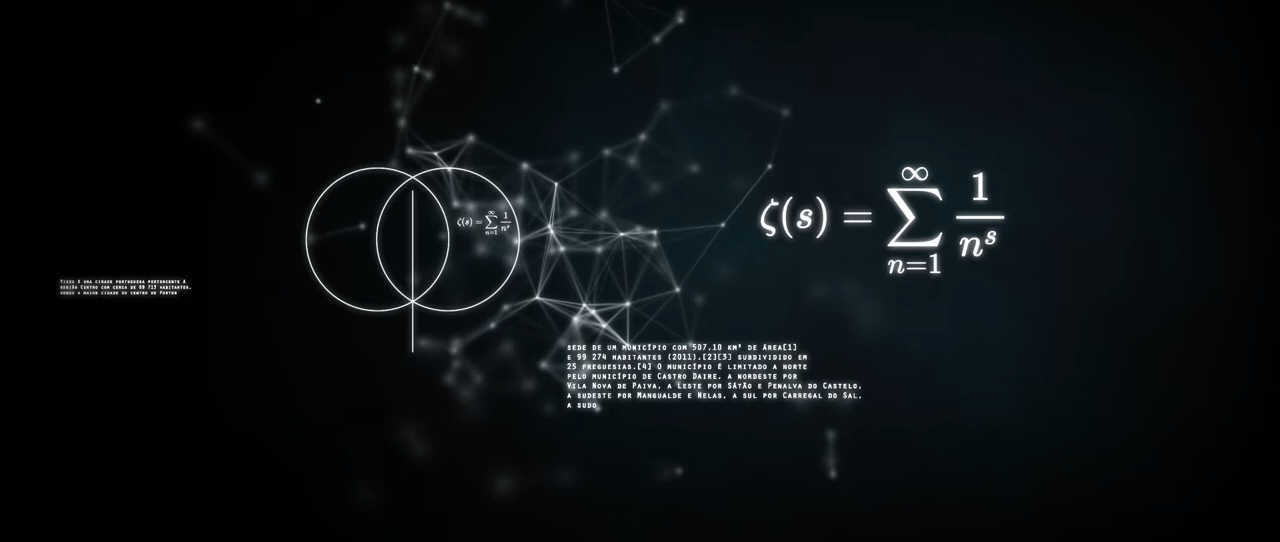 ζ(s) = ∞ ∑ n=1 1/n^s
ζ(s) = ∞ ∑ n=1 1/n^s
Viseu é uma cidade portuguesa pertencente à
região Centro com cerca de 69 713 habitantes,
sendo a maior cidade do centro de Portug
sede de um município com 507,10 km² de área[1]
e 99 274 habitantes (2011),[2][3] subdividido em
25 freguesias.[4] O município é limitado a norte
pelo município de Castro Daire, a nordeste por
Vila Nova de Paiva, a leste por Sátão e Penalva do Castelo,
a sudeste por Mangualde e Nelas, a sul por Carregal do Sal,
a sudo